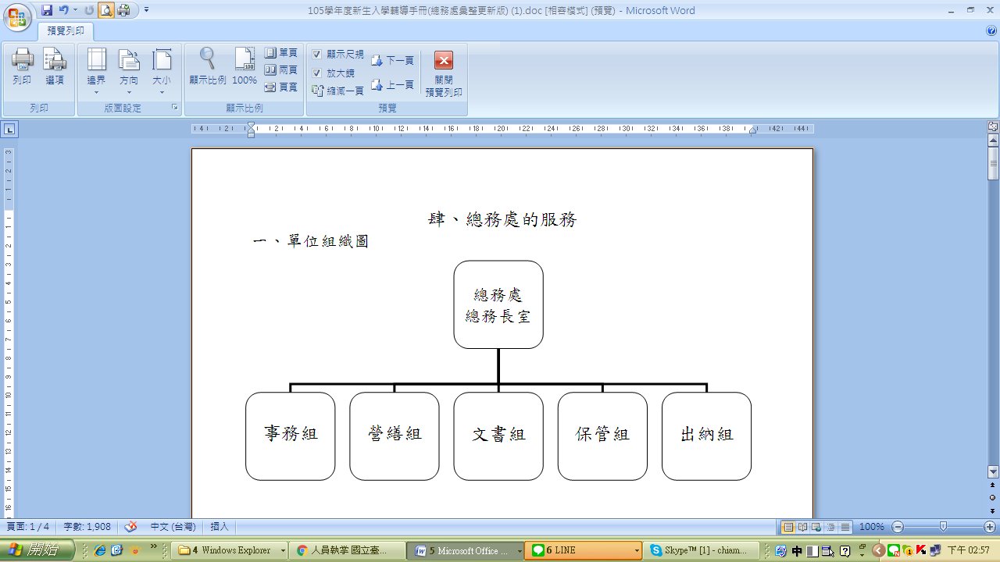 105學年度新生入學輔導手冊(總務處彙整更新版) (1).doc [相容模式] (預覽) - Microsoft Wor
預覽列印
列印
選項
邊界
方向
大小
顯示比例
100%
單頁
兩頁
頁寬
顯示尺規
放大鏡
縮減一頁
下一頁
上一頁
關閉
預覽列印
列印
版面設定
顯示比例
預覽
肆、總務處的服務
一、單位組織圖
總務處
總務長室
事務組
營繕組
文書組
保管組
出納組
頁面: 1 / 4
字數: 1,908
中文 (台灣)
插入
100%
開始
4 WindowsExplorer
人員執掌 國立臺...
5 Microsoft Office ...
6 LINE
Skype™ [1] - chiam...
中
下午 02:57